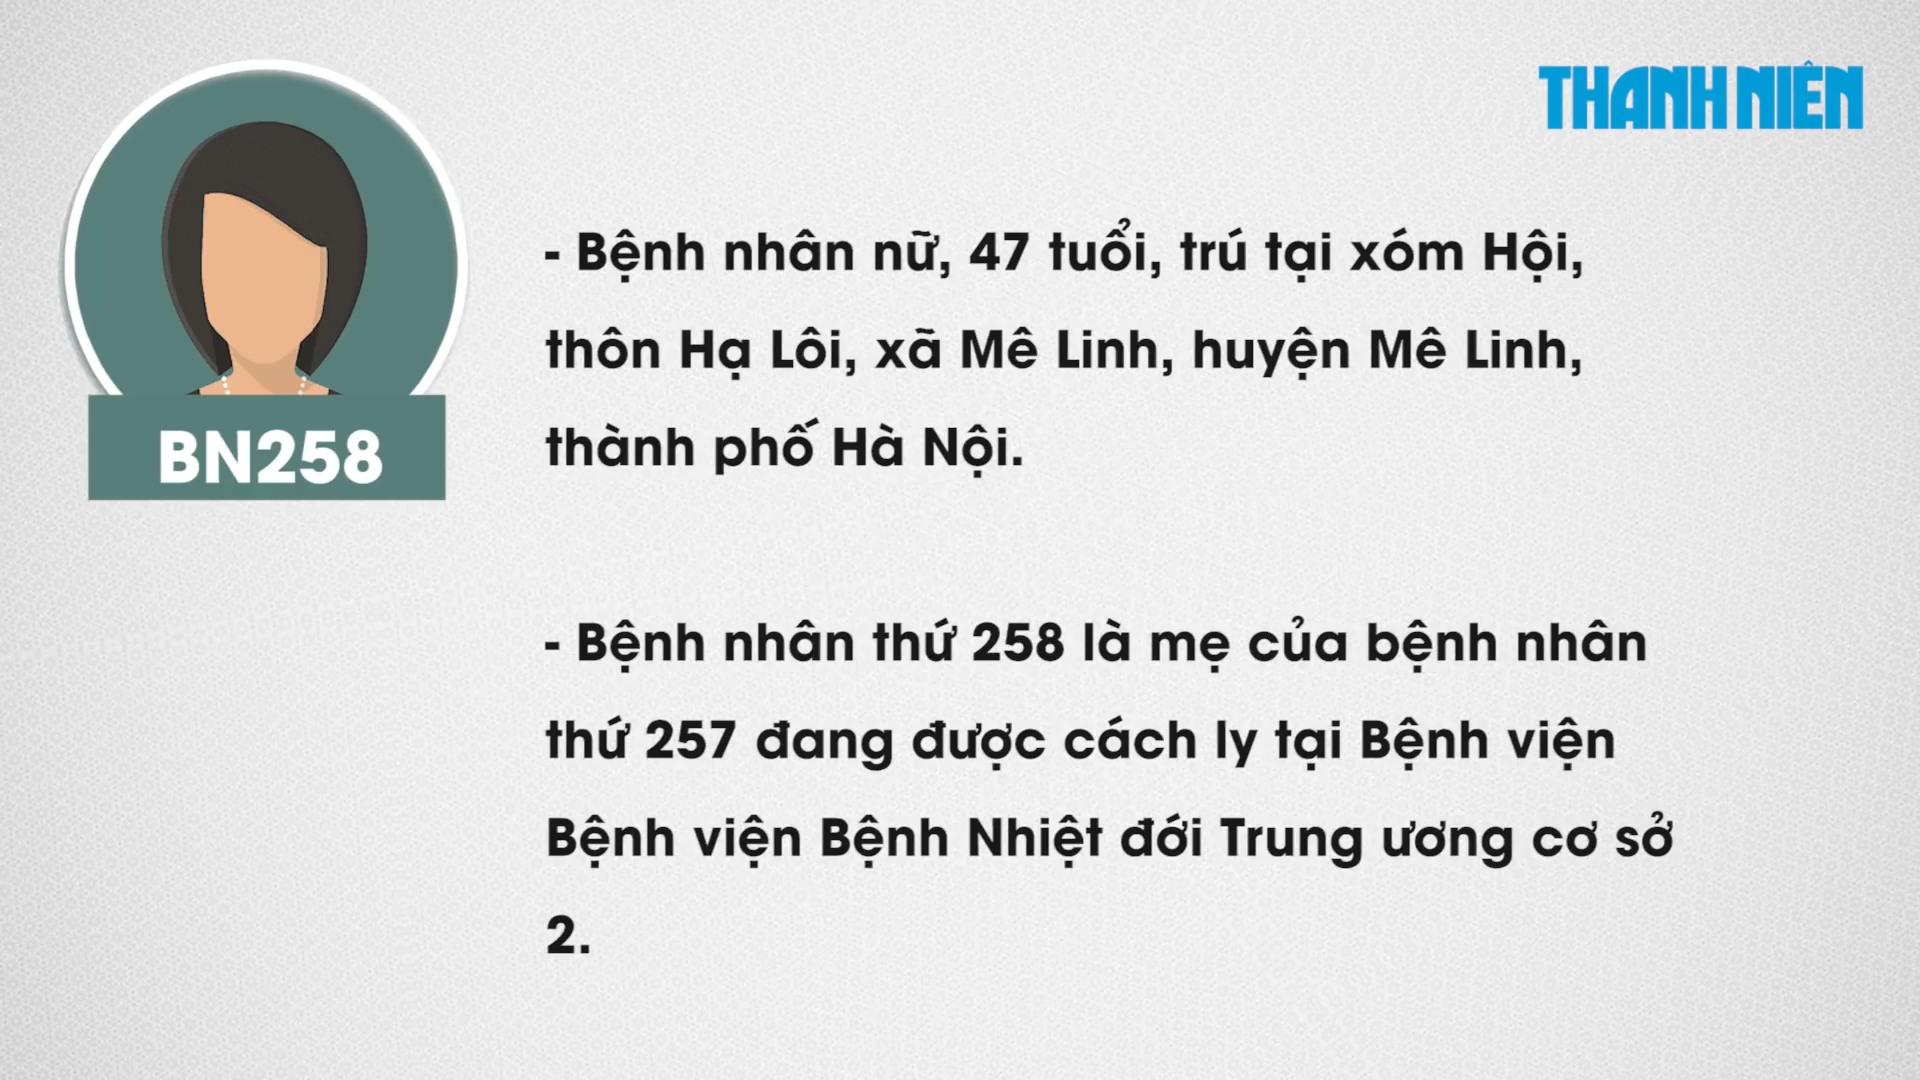 THANH NIÊN
- Bệnh nhân nữ, 47 tuổi, trú tại xóm Hội,
thôn Hạ Lôi, xã Mê Linh, huyện Mê Linh,
thành phố Hà Nội.
BN258
- Bệnh nhân thứ 258 là mẹ của bệnh nhân
thứ 257 đang được cách ly tại Bệnh viện
Bệnh viện Bệnh Nhiệt đới Trung ương cơ sở
2.